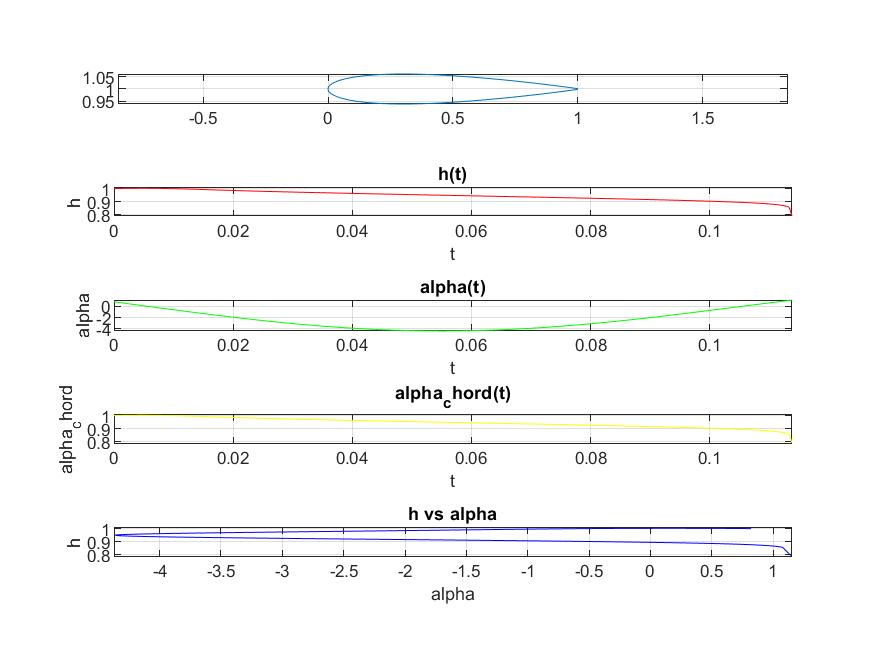 1.05
1
0.95
-0.5 0 0.5 1 1.5
h(t)
1
0.9
0.8
h
0 0.02 0.04 0.06 0.08 0.1
t
alpha(t)
0
-2
-4
alpha
0 0.02 0.04 0.06 0.08 0.1
t
alpha_chord(t)
1
0.9
0.8
alpha_chord
0 0.02 0.04 0.06 0.08 0.1
t
h vs alpha
1
0.9
0.8
h
-4 -3.5 -3 -2.5 -2 -1.5 -1 -0.5 0 0.5 1
alpha